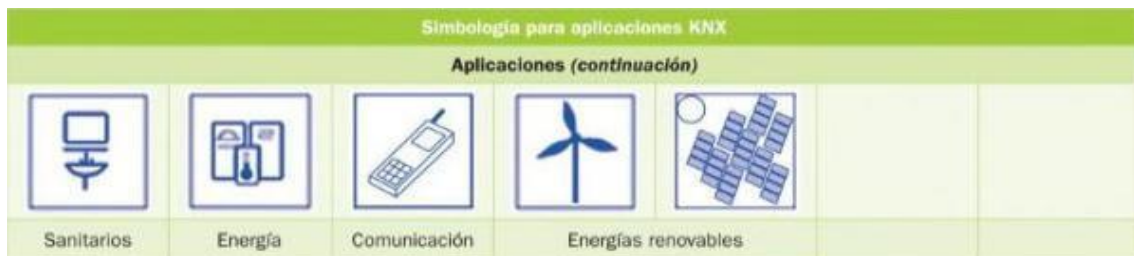 Simbología para aplicaciones KNX
Aplicaciones (continuación)
Sanitarios Energía Comunicación Energías renovables